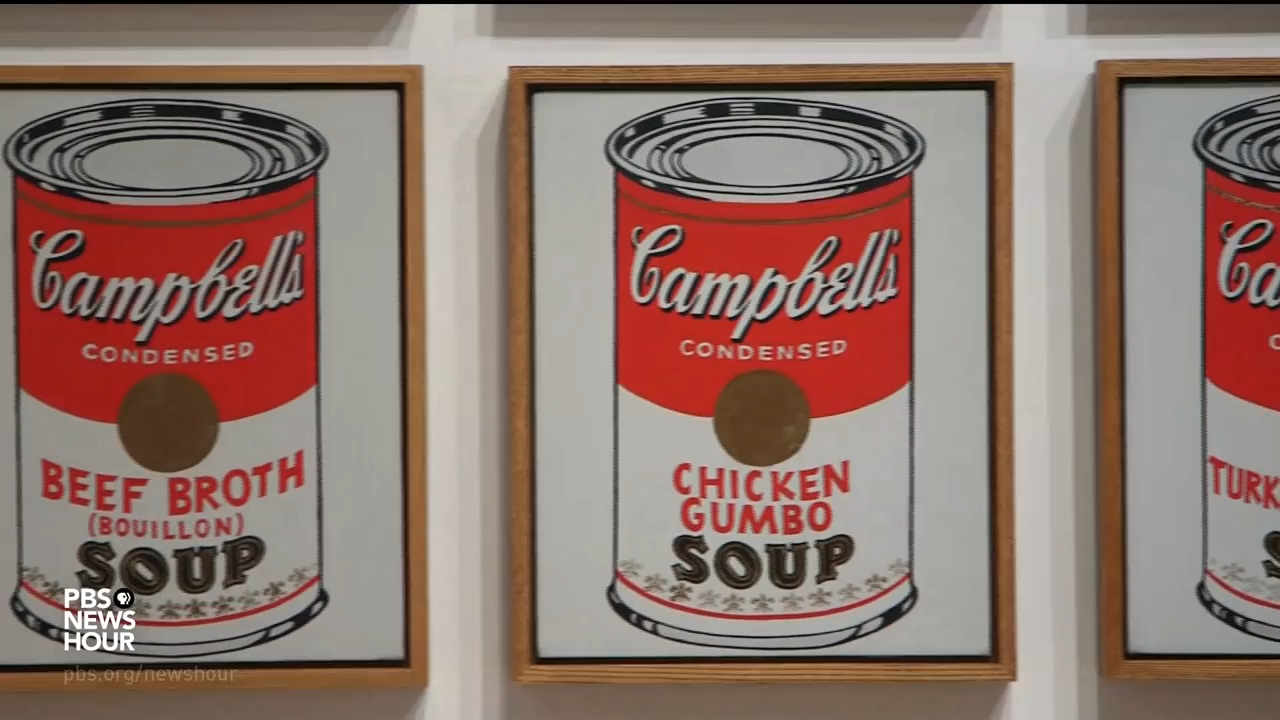 Campbell's
CONDENSED
BEEF BROTH
(BOUILLON)
SOUP
Campbell's
CONDENSED
CHICKEN
GUMBO
SOUP
PBS
NEWS
HOUR
pbs.org/newshour